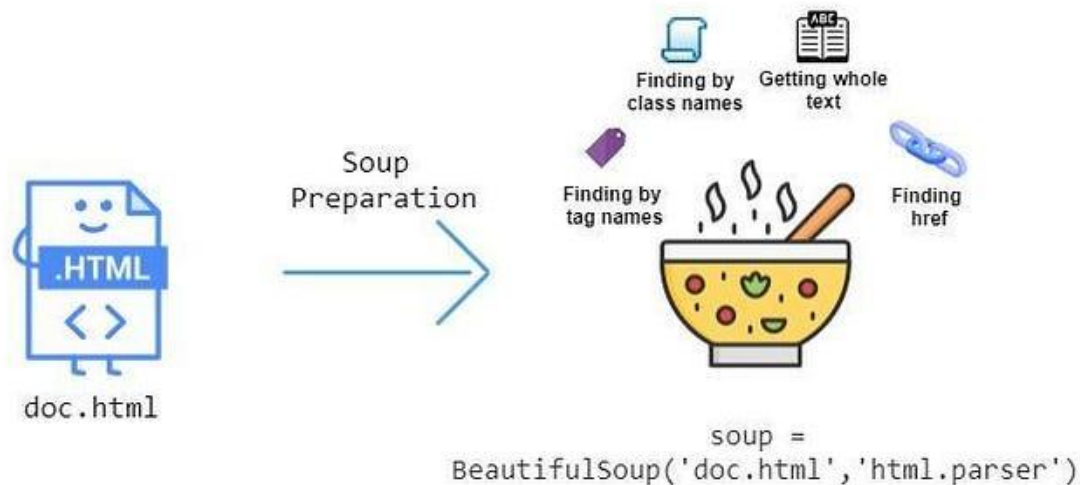 ABC
Finding by
class names
Getting whole
text
Soup
Preparation
Finding by
tag names
Finding
href
.HTML
< >
doc.html
soup =
BeautifulSoup('doc.html','html.parser')